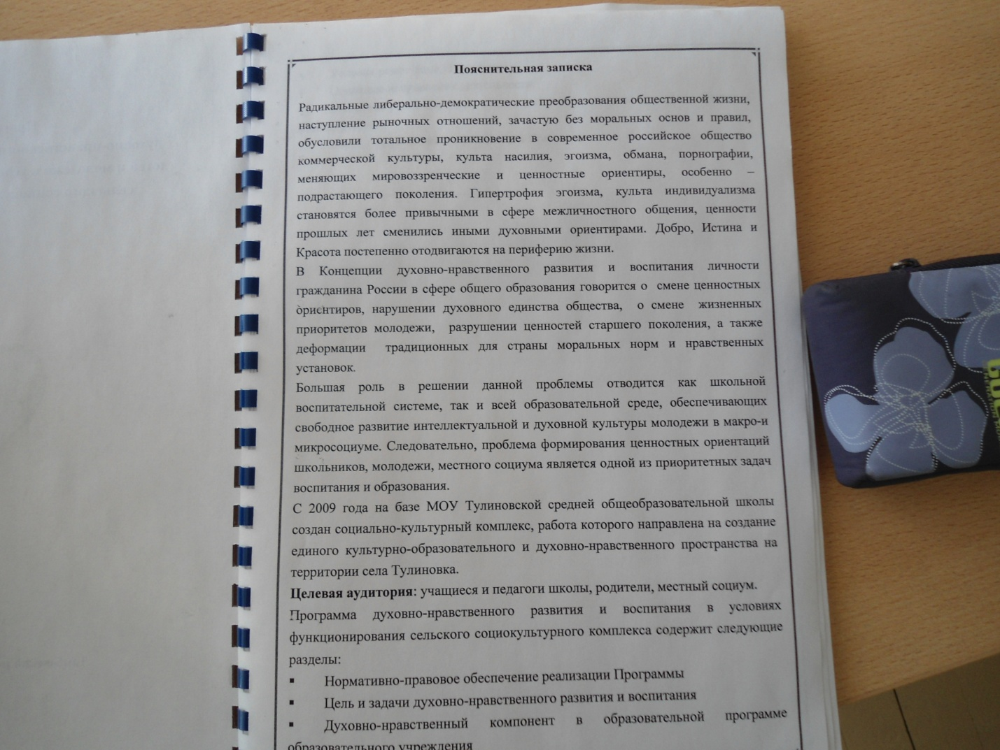 Пояснительная записка
Радикальные либерально-демократические преобразования общественной жизни,
наступление рыночных отношений, зачастую без моральных основ и правил,
обусловили тотальное проникновение в современное российское общество
коммерческой культуры, культа насилия, эгоизма, обмана, порнографии,
меняющих мировоззренческие и ценностные ориентиры, особенно –
подрастающего поколения. Гипертрофия эгоизма, культа индивидуализма
становятся более привычными в сфере межличностного общения, ценности
прошлых лет сменились иными духовными ориентирами. Добро, Истина и
Красота постепенно отодвигаются на периферию жизни.
В Концепции духовно-нравственного развития и воспитания личности
гражданина России в сфере общего образования говорится о смене ценностных
ориентиров, нарушении духовного единства общества, о смене жизненных
приоритетов молодежи, разрушении ценностей старшего поколения, а также
деформации традиционных для страны моральных норм и нравственных
установок.
Большая роль в решении данной проблемы отводится как школьной
воспитательной системе, так и всей образовательной среде, обеспечивающих
свободное развитие интеллектуальной и духовной культуры молодежи в макро-и
микросоциуме. Следовательно, проблема формирования ценностных ориентаций
школьников, молодежи, местного социума является одной из приоритетных задач
воспитания и образования.
С 2009 года на базе МОУ Тулиновской средней общеобразовательной школы
создан социально-культурный комплекс, работа которого направлена на создание
единого культурно-образовательного и духовно-нравственного пространства на
территории села Тулиновка.
Целевая аудитория: учащиеся и педагоги школы, родители, местный социум.
Программа духовно-нравственного развития и воспитания в условиях
функционирования сельского социокультурного комплекса содержит следующие
разделы:
▪ Нормативно-правовое обеспечение реализации Программы
▪ Цель и задачи духовно-нравственного развития и воспитания
▪ Духовно-нравственный компонент в образовательной программе
образовательного учреждения